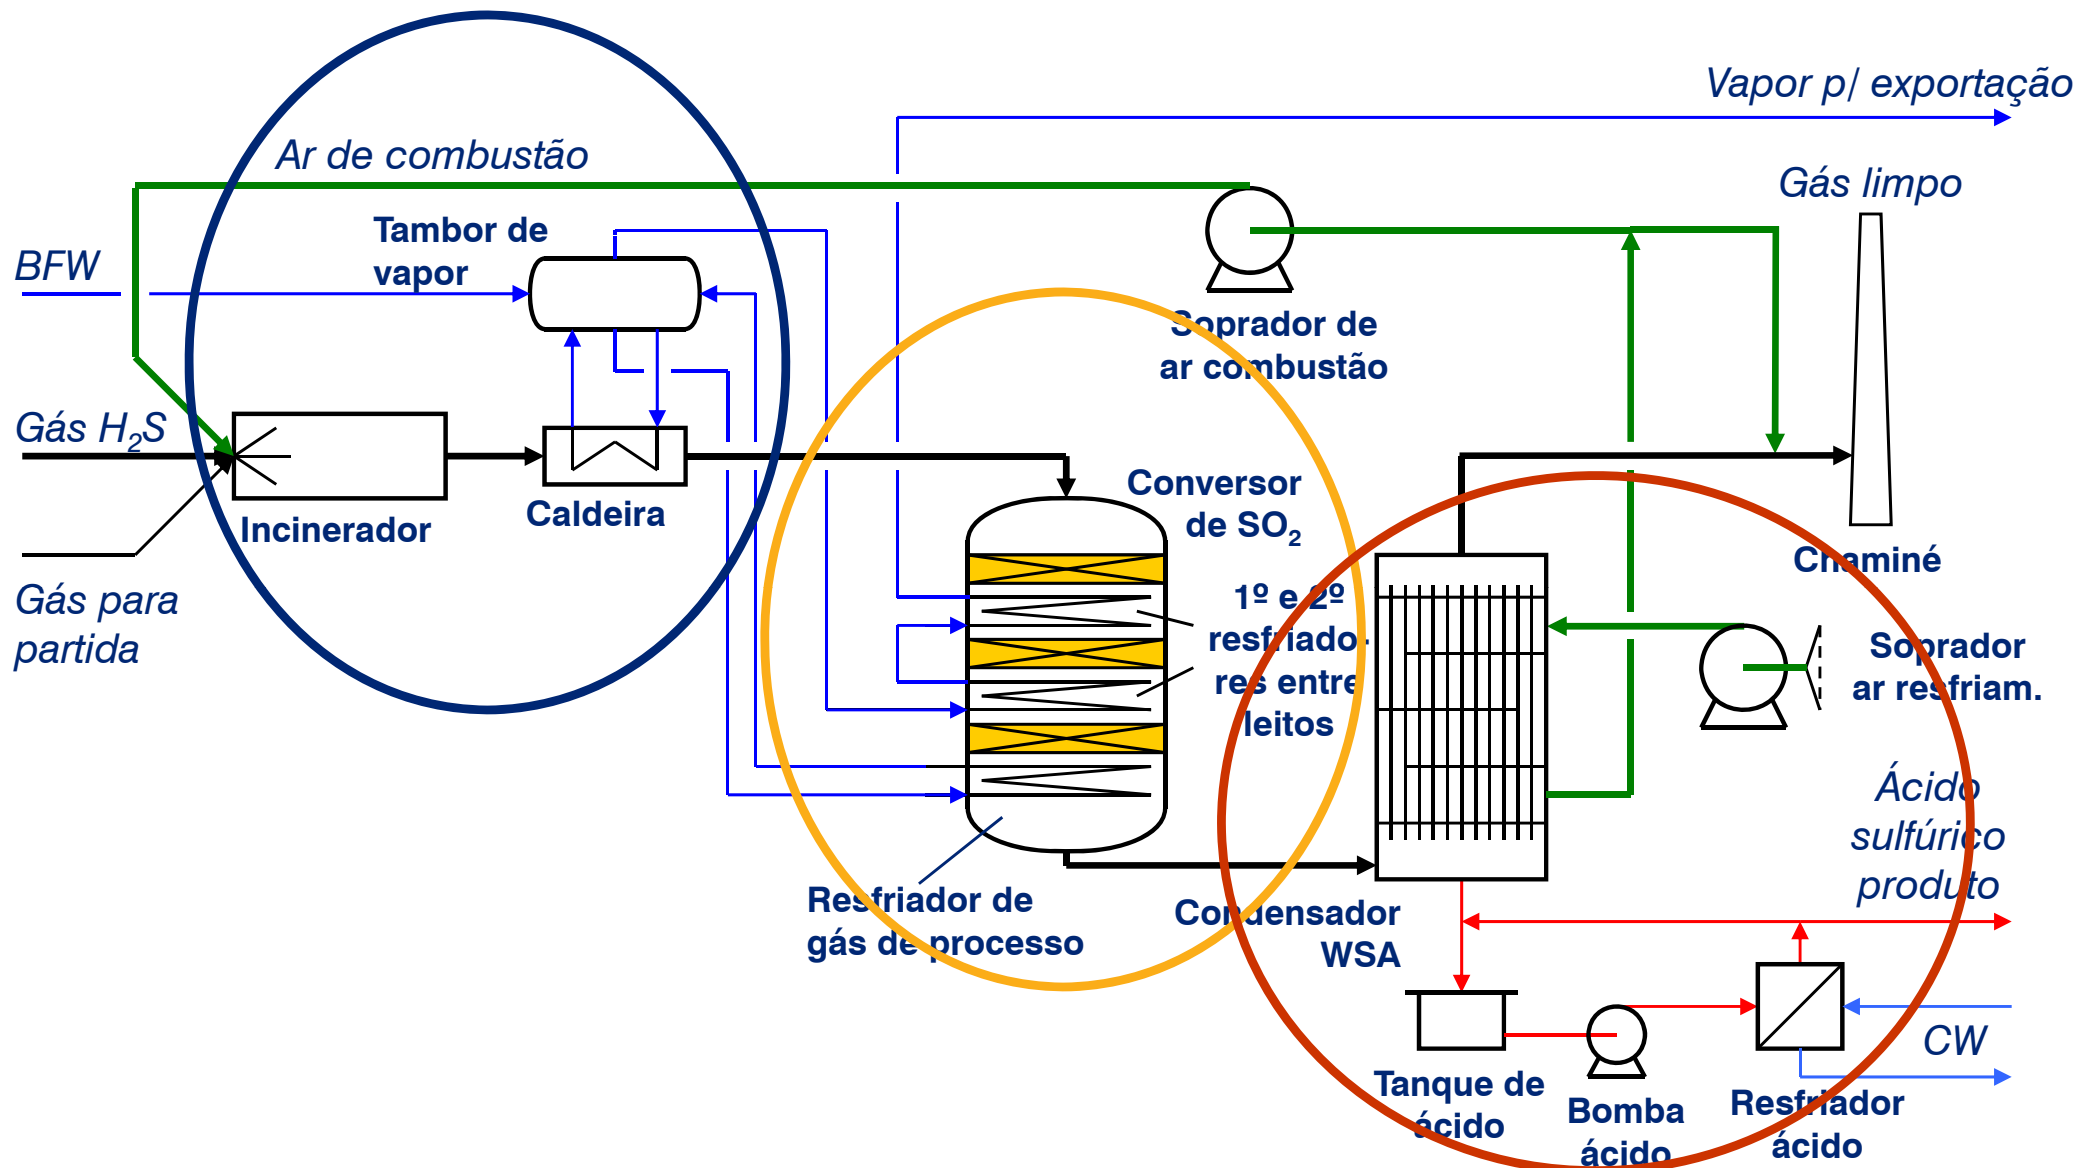 Vapor p/ exportação
Ar de combustão
Gás limpo
Tambor de
vapor
BFW
Soprador de
ar combustão
Gás H₂S
Conversor
de SO₂
Incinerador
Caldeira
Chaminé
Gás para
partida
1º e 2º
resfriado-
res entre
leitos
Soprador
ar resfriam.
Ácido
sulfúrico
produto
Resfriador de
gás de processo
Condensador
WSA
CW
Tanque de
ácido
Bomba
ácido
Resfriador
ácido